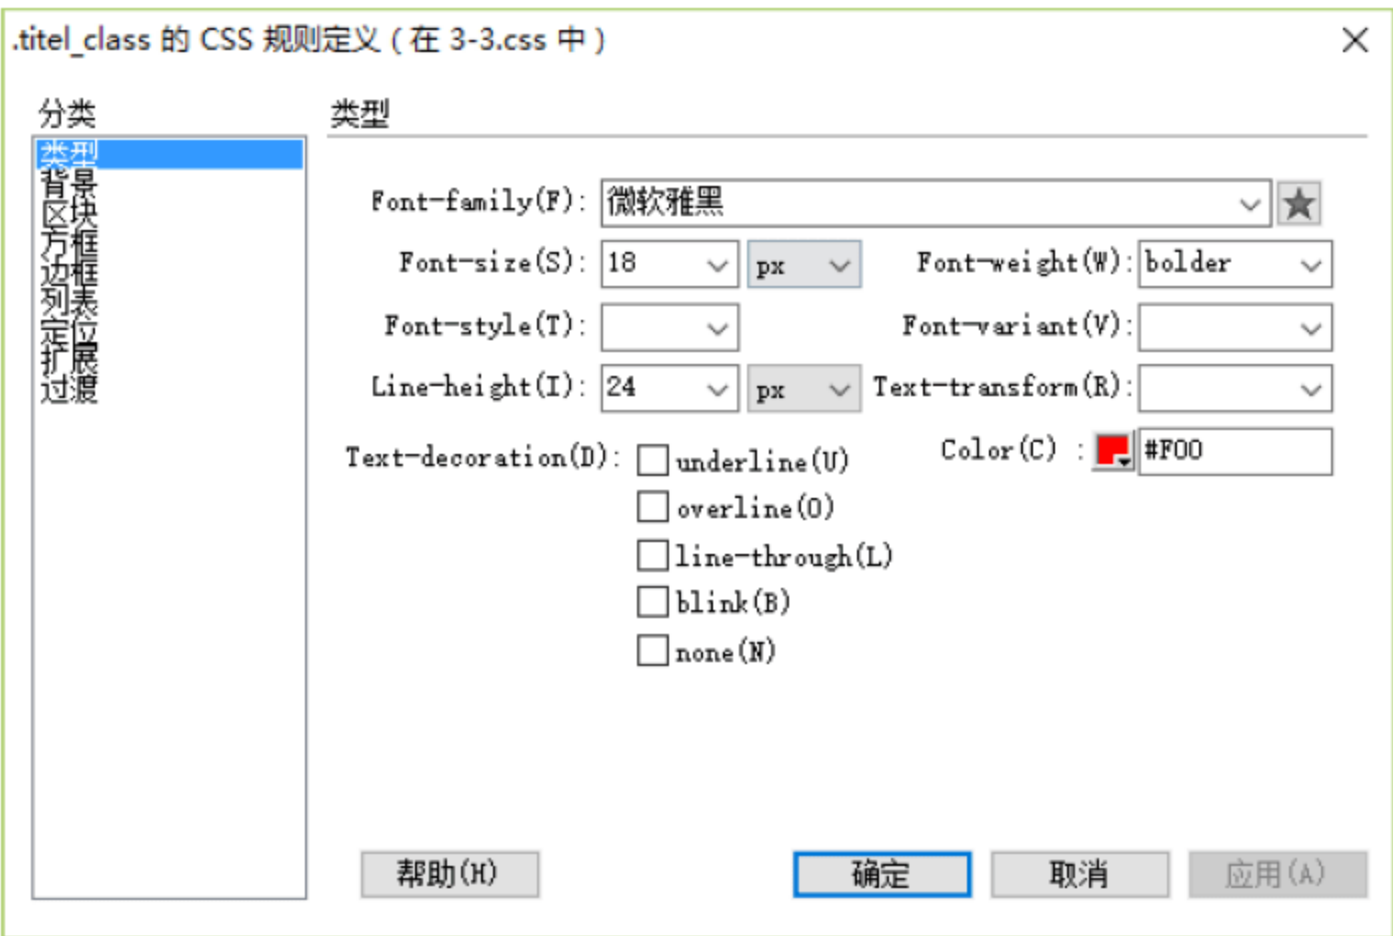 .titel_class 的 CSS 规则定义 ( 在 3-3.css 中 )
分类
类型
类型
背景
区块
方框
边框
列表
定位
扩展
过渡
Font-family(F): 微软雅黑
Font-size(S): 18 px Font-weight(W): bolder
Font-style(T): Font-variant(V):
Line-height(I): 24 px Text-transform(R):
Text-decoration(D): underline(U) Color(C) : #F00
overline(O)
line-through(L)
blink(B)
none(N)
帮助(H) 确定 取消 应用(A)